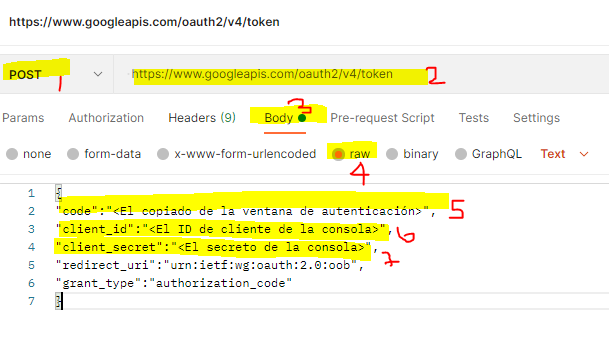 https://www.googleapis.com/oauth2/v4/token
POST 1 https://www.googleapis.com/oauth2/v4/token 2
Params Authorization Headers (9) Body 3 Pre-request Script Tests Settings
none form-data x-www-form-urlencoded raw binary GraphQL Text
4
1 {
2 "code":"<El copiado de la ventana de autenticación>", 5
3 "client_id":"<El ID de cliente de la consola>", 6
4 "client_secret":"<El secreto de la consola>", 7
5 "redirect_uri":"urn:ietf:wg:oauth:2.0:oob",
6 "grant_type":"authorization_code"
7 }